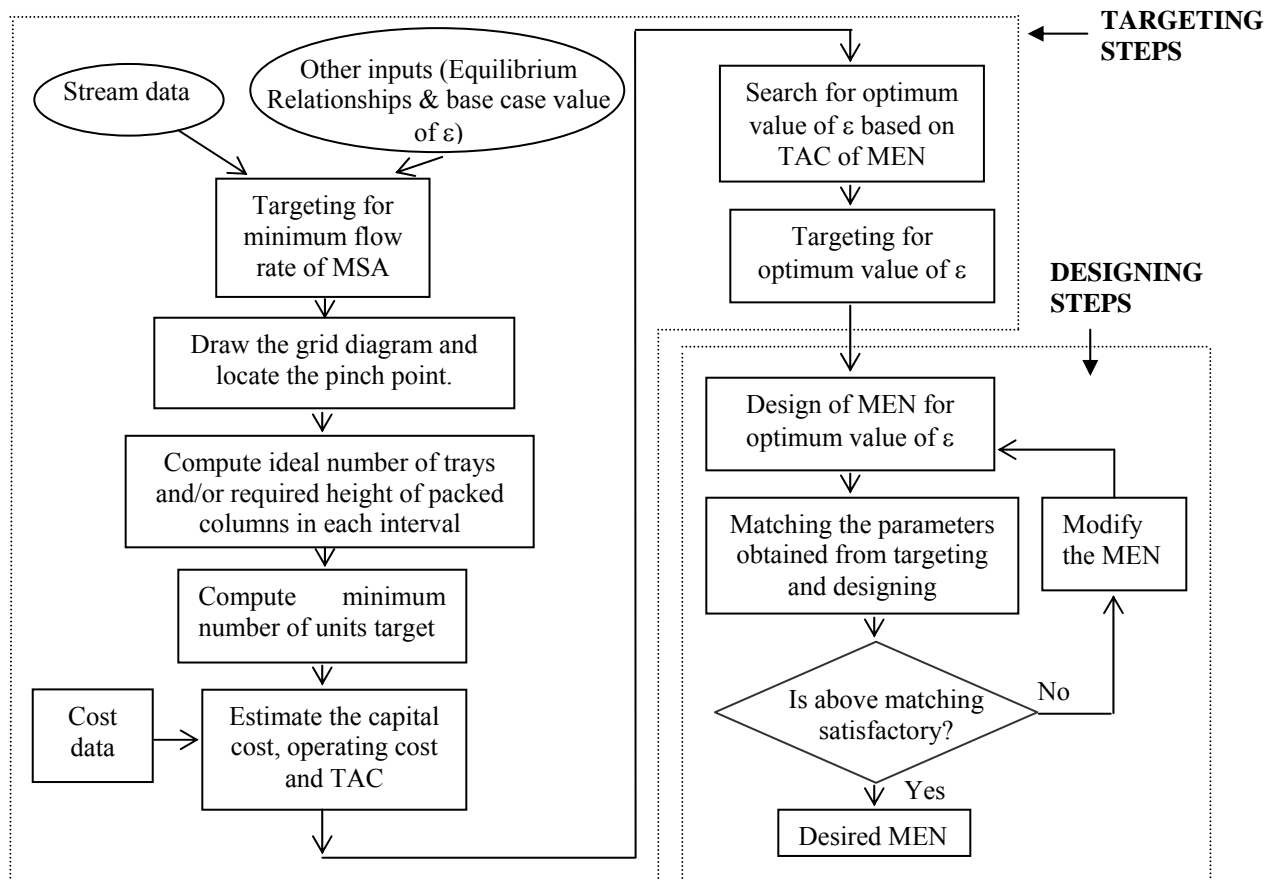 Stream data
Other inputs (Equilibrium
Relationships & base case value
of ε)
Targeting for
minimum flow
rate of MSA
Draw the grid diagram and
locate the pinch point.
Compute ideal number of trays
and/or required height of packed
columns in each interval
Compute minimum
number of units target
Cost
data
Estimate the capital
cost, operating cost
and TAC
TARGETING
STEPS
Search for optimum
value of ε based on
TAC of MEN
Targeting for
optimum value of ε
DESIGNING
STEPS
Design of MEN for
optimum value of ε
Matching the parameters
obtained from targeting
and designing
Modify
the MEN
Is above matching
satisfactory?
No
Yes
Desired MEN